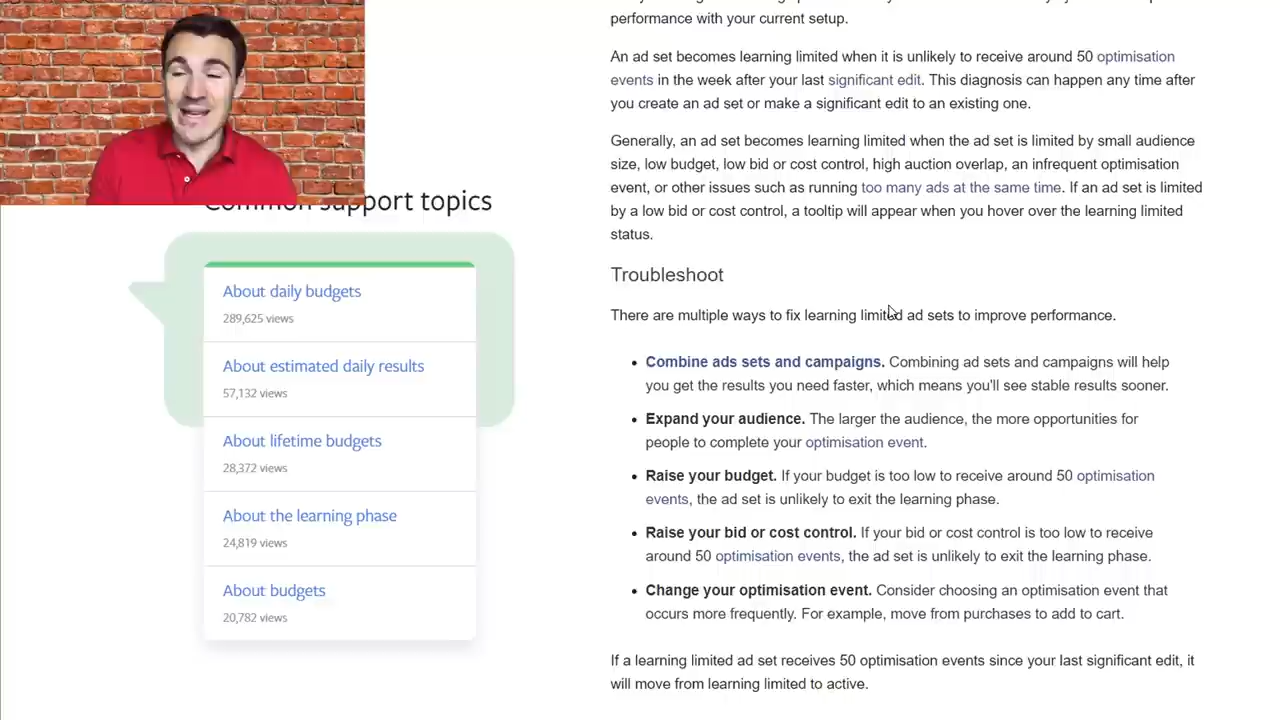 performance with your current setup.
An ad set becomes learning limited when it is unlikely to receive around 50 optimisation
events in the week after your last significant edit. This diagnosis can happen any time after
you create an ad set or make a significant edit to an existing one.
Generally, an ad set becomes learning limited when the ad set is limited by small audience
size, low budget, low bid or cost control, high auction overlap, an infrequent optimisation
event, or other issues such as running too many ads at the same time. If an ad set is limited
by a low bid or cost control, a tooltip will appear when you hover over the learning limited
status.
Troubleshoot
There are multiple ways to fix learning limited ad sets to improve performance.
Combine ads sets and campaigns. Combining ad sets and campaigns will help
you get the results you need faster, which means you'll see stable results sooner.
Expand your audience. The larger the audience, the more opportunities for
people to complete your optimisation event.
Raise your budget. If your budget is too low to receive around 50 optimisation
events, the ad set is unlikely to exit the learning phase.
Raise your bid or cost control. If your bid or cost control is too low to receive
around 50 optimisation events, the ad set is unlikely to exit the learning phase.
Change your optimisation event. Consider choosing an optimisation event that
occurs more frequently. For example, move from purchases to add to cart.
If a learning limited ad set receives 50 optimisation events since your last significant edit, it
will move from learning limited to active.
Common support topics
About daily budgets
289,625 views
About estimated daily results
57,132 views
About lifetime budgets
28,372 views
About the learning phase
24,819 views
About budgets
20,782 views